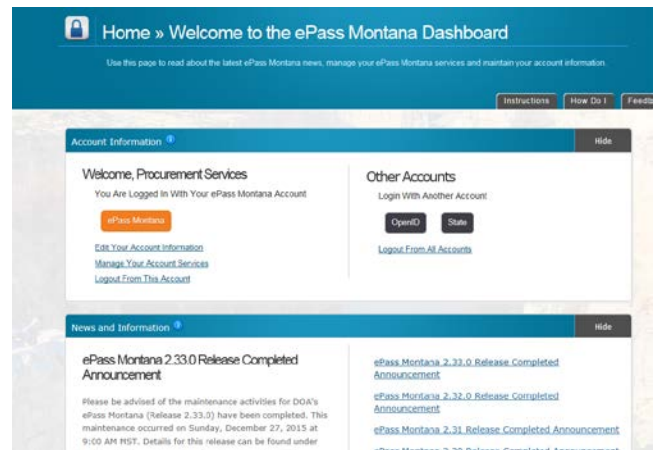 Home » Welcome to the ePass Montana Dashboard
Use this page to read about the latest ePass Montana news, manage your ePass Montana services and maintain your account information.
Instructions
How Do I
Feedb
Account Information
Hide
Welcome, Procurement Services
You Are Logged In With Your ePass Montana Account
ePass Montana
Edit Your Account Information
Manage Your Account Services
Logout From This Account
Other Accounts
Login With Another Account
OpenID
State
Logout From All Accounts
News and Information
Hide
ePass Montana 2.33.0 Release Completed
Announcement
Please be advised of the maintenance activities for DOA's
ePass Montana (Release 2.33.0) have been completed. This
maintenance occurred on Sunday, December 27, 2015 at
9:00 AM MST. Details for this release can be found under
ePass Montana 2.33.0 Release Completed
Announcement
ePass Montana 2.32.0 Release Completed
Announcement
ePass Montana 2.31 Release Completed Announcement